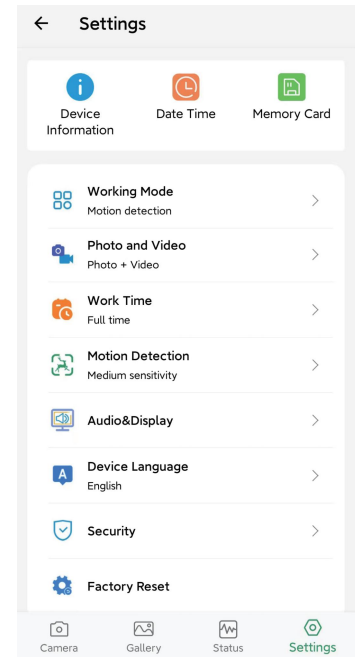 Settings
Device
Information
Date Time
Memory Card
Working Mode
Motion detection
Photo and Video
Photo + Video
Work Time
Full time
Motion Detection
Medium sensitivity
Audio&Display
A
Device Language
English
Security
Factory Reset
Camera
Gallery
Status
Settings